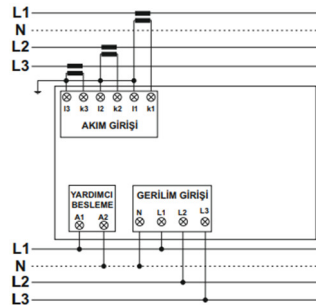 L1
N
L2
L3
l3 k3 l2 k2 l1 k1
AKIM GİRİŞİ
YARDIMCI
BESLEME
A1 A2
GERİLİM GİRİŞİ
N L1 L2 L3
L1
N
L2
L3